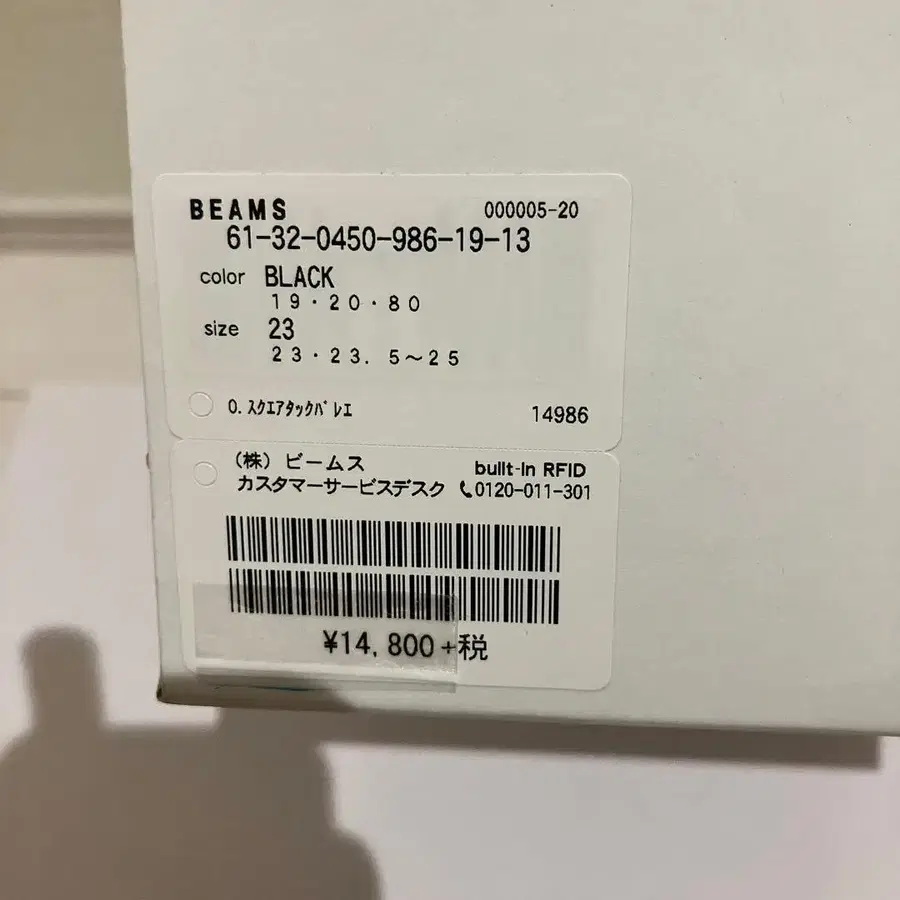 BEAMS 000005-20
61-32-0450-986-19-13
color BLACK
19・20・80
size 23
23・23.5～25
0.ｽｸｴｱﾀｯｸﾊﾞﾚｴ 14986
(株) ビームス built-in RFID
カスタマーサービスデスク 0120-011-301
¥14,800+税